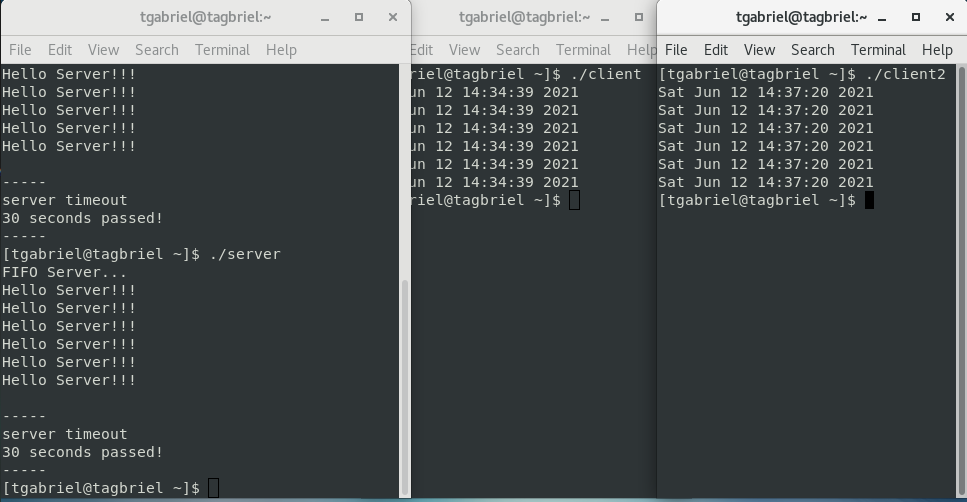 tgabriel@tagbriel:~
File Edit View Search Terminal Help
Hello Server!!!
Hello Server!!!
Hello Server!!!
Hello Server!!!
Hello Server!!!
-----
server timeout
30 seconds passed!
-----
[tgabriel@tagbriel ~]$ ./server
FIFO Server...
Hello Server!!!
Hello Server!!!
Hello Server!!!
Hello Server!!!
Hello Server!!!
Hello Server!!!
-----
server timeout
30 seconds passed!
-----
[tgabriel@tagbriel ~]$
tgabriel@tagbriel:~
Edit View Search Terminal Help
riel@tagbriel ~]$ ./client
un 12 14:34:39 2021
un 12 14:34:39 2021
un 12 14:34:39 2021
un 12 14:34:39 2021
un 12 14:34:39 2021
un 12 14:34:39 2021
riel@tagbriel ~]$
tgabriel@tagbriel:~
File Edit View Search Terminal Help
[tgabriel@tagbriel ~]$ ./client2
Sat Jun 12 14:37:20 2021
Sat Jun 12 14:37:20 2021
Sat Jun 12 14:37:20 2021
Sat Jun 12 14:37:20 2021
Sat Jun 12 14:37:20 2021
Sat Jun 12 14:37:20 2021
[tgabriel@tagbriel ~]$